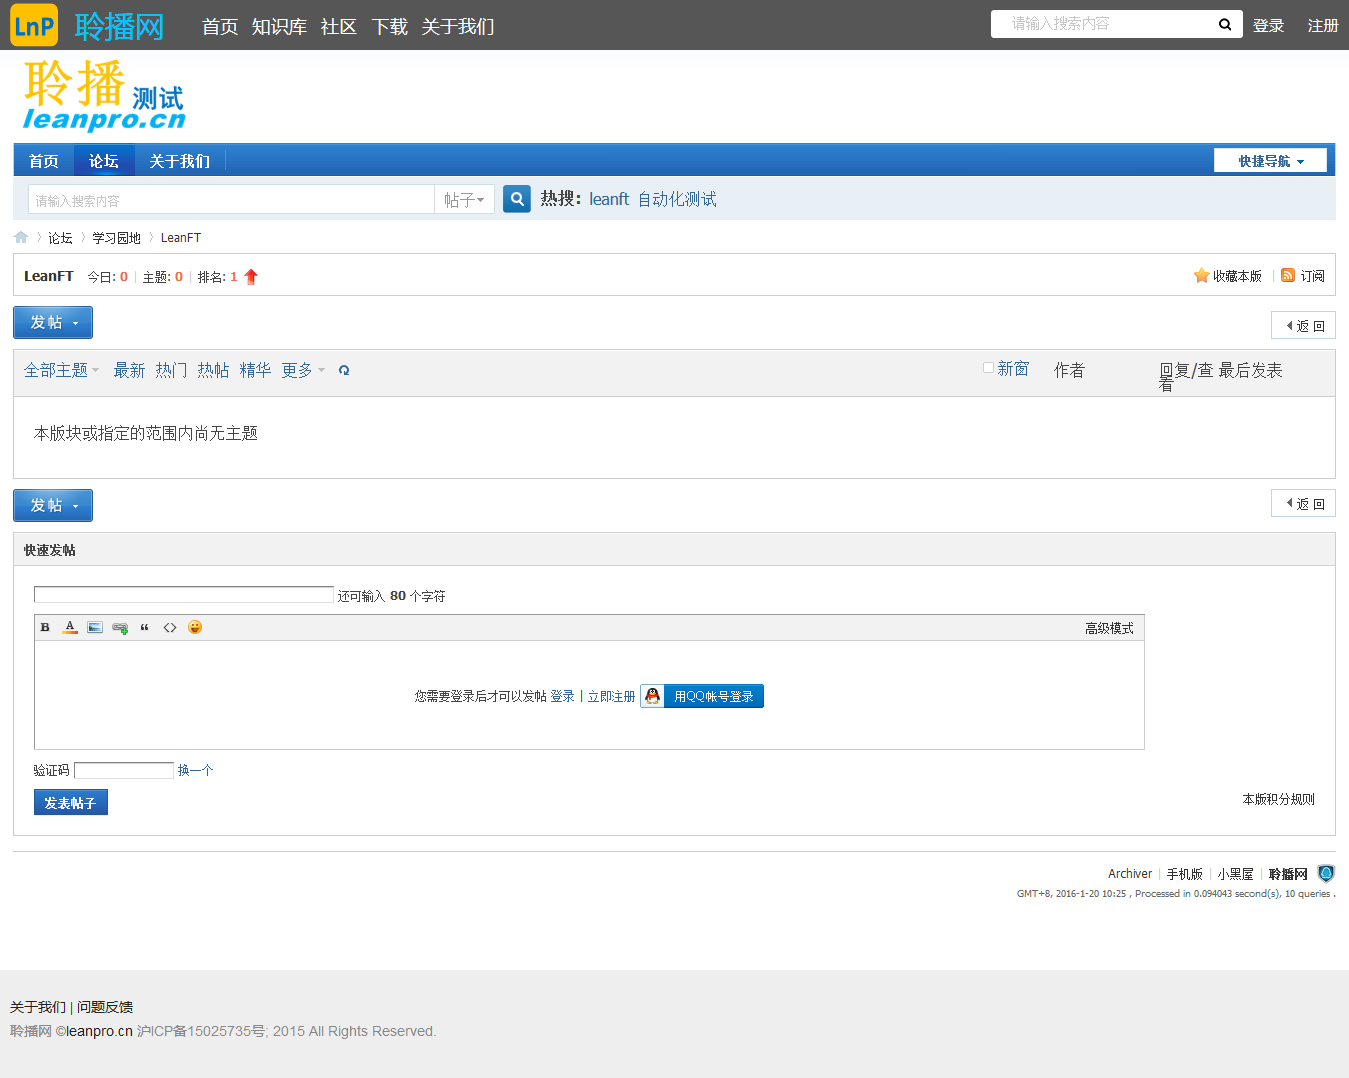 LnP 聆播网 首页 知识库 社区 下载 关于我们 请输入搜索内容 登录 注册
聆播测试
leanpro.cn
首页 论坛 关于我们 快捷导航
请输入搜索内容 帖子 热搜: leanft 自动化测试
论坛 学习园地 LeanFT
LeanFT 今日: 0 主题: 0 排名: 1 收藏本版 订阅
发帖 返回
全部主题 最新 热门 热帖 精华 更多 新窗 作者 回复/查看 最后发表
本版块或指定的范围内尚无主题
发帖 返回
快速发帖
还可输入 80 个字符
B A “ <> 高级模式
您需要登录后才可以发帖 登录 | 立即注册 用QQ帐号登录
验证码 换一个
发表帖子 本版积分规则
Archiver | 手机版 | 小黑屋 | 聆播网
GMT+8, 2016-1-20 10:25 , Processed in 0.094043 second(s), 10 queries .
关于我们 | 问题反馈
聆播网 ©leanpro.cn 沪ICP备15025735号; 2015 All Rights Reserved.